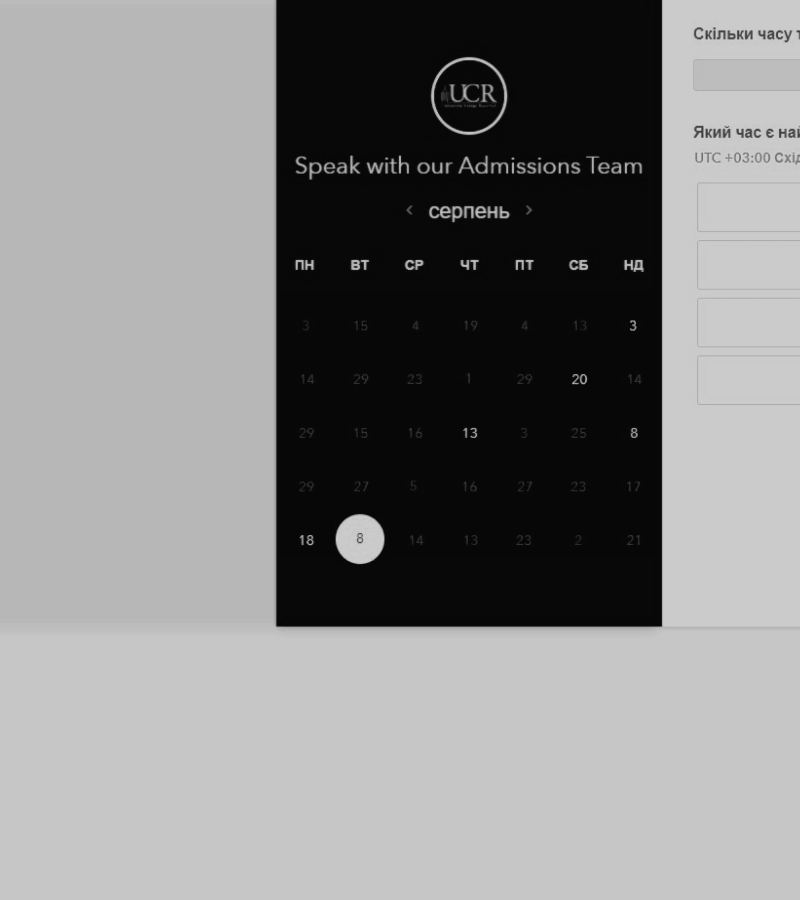 UCR
Speak with our Admissions Team
< серпень >
ПН ВТ СР ЧТ ПТ СБ НД
3 15 4 19 4 13 3
14 29 23 1 29 20 14
29 15 16 13 3 25 8
29 27 5 16 27 23 17
18 8 14 13 23 2 21
Скільки часу
Який час є
UTC +03:00